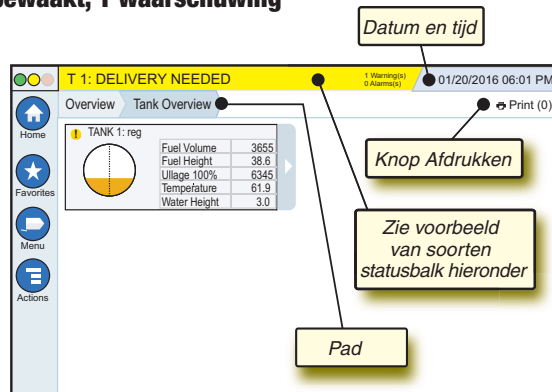 bewaakt, 1 waarschuwing
Datum en tijd
T 1: DELIVERY NEEDED
1 Warning(s)
0 Alarms(s)
01/20/2016 06:01 PM
Overview
Tank Overview
Print (0)
Home
TANK 1: reg
Fuel Volume 3655
Fuel Height 38.6
Ullage 100% 6345
Temperature 61.9
Water Height 3.0
Knop Afdrukken
Favorites
Zie voorbeeld
van soorten
statusbalk hieronder
Menu
Actions
Pad